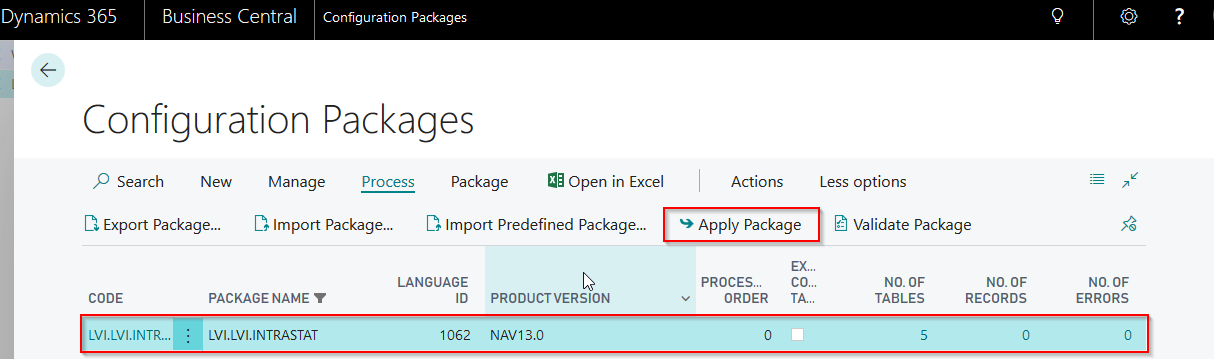 Dynamics 365 Business Central Configuration Packages ?
Configuration Packages
Search New Manage Process Package Open in Excel Actions Less options
Export Package... Import Package... Import Predefined Package... Apply Package Validate Package
CODE PACKAGE NAME LANGUAGE ID PRODUCT VERSION PROCES... ORDER EX... CO... TA... NO. OF TABLES NO. OF RECORDS NO. OF ERRORS
LVI.LVI.INTR... LVI.LVI.INTRASTAT 1062 NAV13.0 0 5 0 0